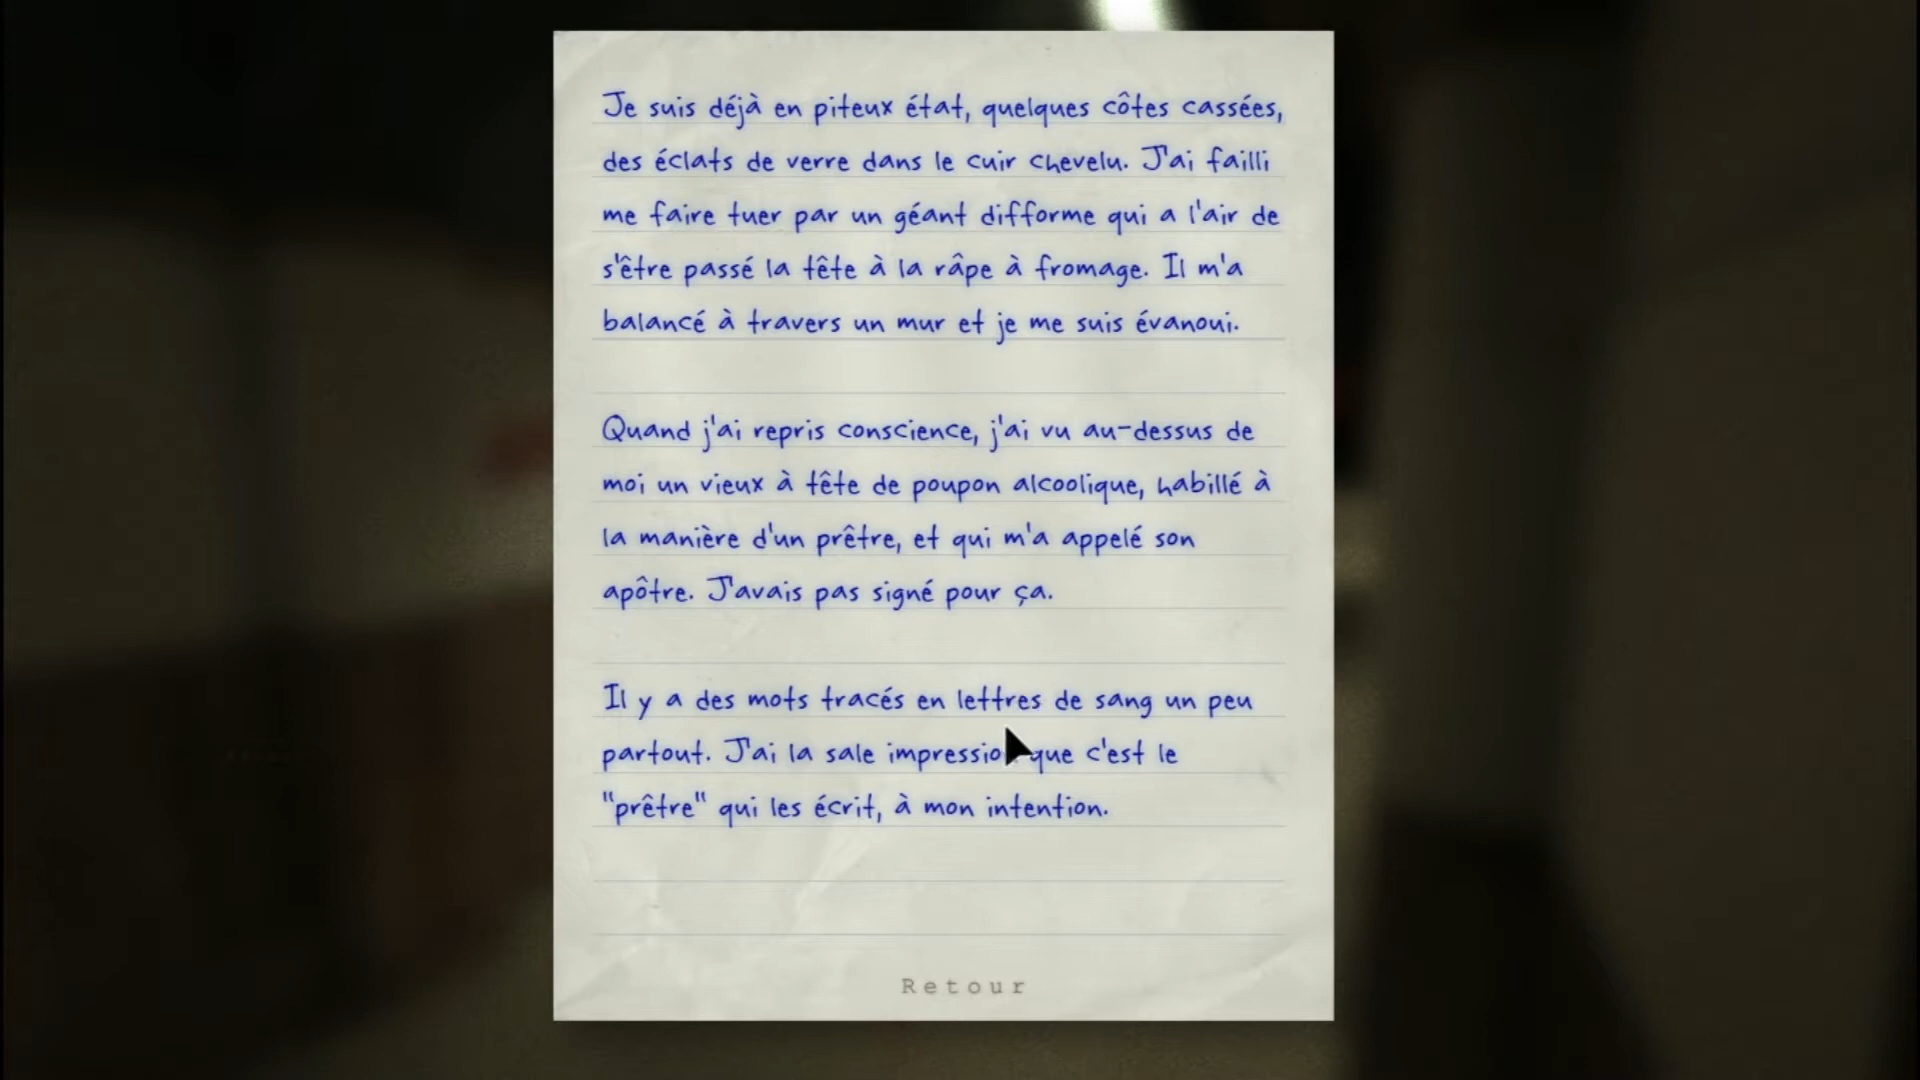 Je suis déjà en piteux état, quelques côtes cassées,
des éclats de verre dans le cuir chevelu. J'ai failli
me faire tuer par un géant difforme qui a l'air de
s'être passé la tête à la râpe à fromage. Il m'a
balancé à travers un mur et je me suis évanoui.
Quand j'ai repris conscience, j'ai vu au-dessus de
moi un vieux à tête de poupon alcoolique, habillé à
la manière d'un prêtre, et qui m'a appelé son
apôtre. J'avais pas signé pour ça.
Il y a des mots tracés en lettres de sang un peu
partout. J'ai la sale impression que c'est le
"prêtre" qui les écrit, à mon intention.
Retour